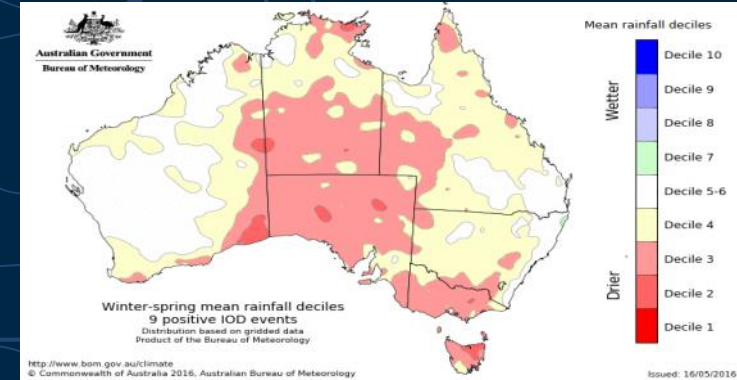 Australian Government
Bureau of Meteorology
Mean rainfall deciles
Wetter
Drier
Decile 10
Decile 9
Decile 8
Decile 7
Decile 5-6
Decile 4
Decile 3
Decile 2
Decile 1
Winter-spring mean rainfall deciles
9 positive IOD events
Distribution based on gridded data
Product of the Bureau of Meteorology
http://www.bom.gov.au/climate
© Commonwealth of Australia 2016, Australian Bureau of Meteorology
Issued: 16/05/2016